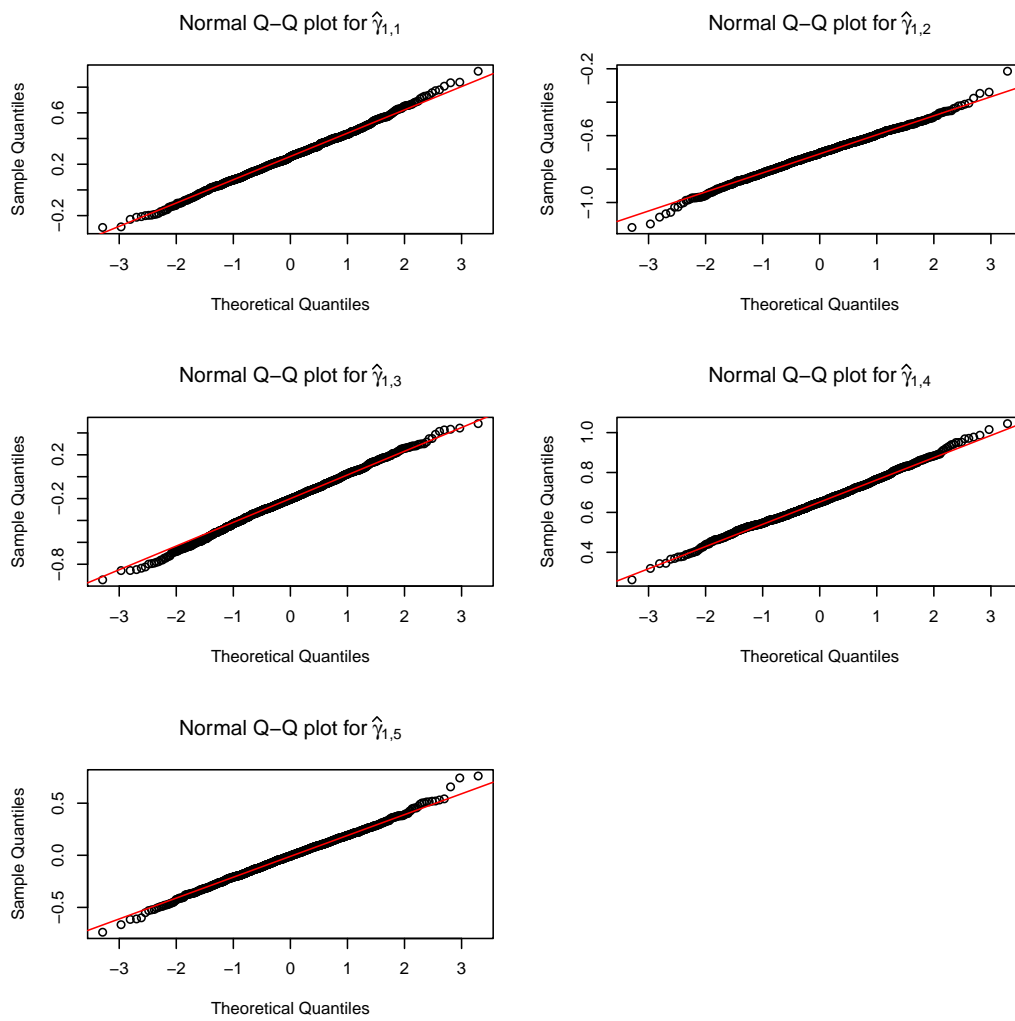 Normal Q−Q plot for γ̂1,1
Sample Quantiles
−0.2 0.2 0.6
−3 −2 −1 0 1 2 3
Theoretical Quantiles
Normal Q−Q plot for γ̂1,2
Sample Quantiles
−1.0 −0.6 −0.2
−3 −2 −1 0 1 2 3
Theoretical Quantiles
Normal Q−Q plot for γ̂1,3
Sample Quantiles
−0.8 −0.2 0.2
−3 −2 −1 0 1 2 3
Theoretical Quantiles
Normal Q−Q plot for γ̂1,4
Sample Quantiles
0.4 0.6 0.8 1.0
−3 −2 −1 0 1 2 3
Theoretical Quantiles
Normal Q−Q plot for γ̂1,5
Sample Quantiles
−0.5 0.0 0.5
−3 −2 −1 0 1 2 3
Theoretical Quantiles